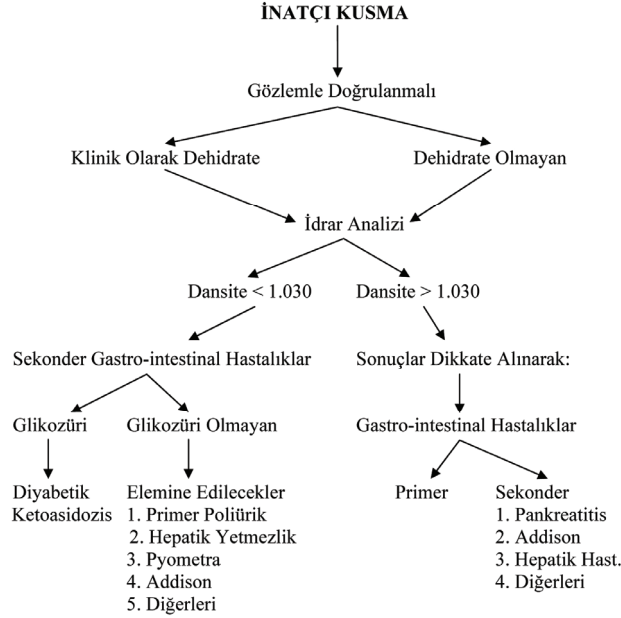 İNATÇI KUSMA
Gözlemle Doğrulanmalı
Klinik Olarak Dehidrate
Dehidrate Olmayan
İdrar Analizi
Dansite < 1.030
Dansite > 1.030
Sekonder Gastro-intestinal Hastalıklar
Sonuçlar Dikkate Alınarak:
Glikozüri
Glikozüri Olmayan
Gastro-intestinal Hastalıklar
Diyabetik
Ketoasidozis
Elemine Edilecekler
1. Primer Poliürik
2. Hepatik Yetmezlik
3. Pyometra
4. Addison
5. Diğerleri
Primer
Sekonder
1. Pankreatitis
2. Addison
3. Hepatik Hast.
4. Diğerleri